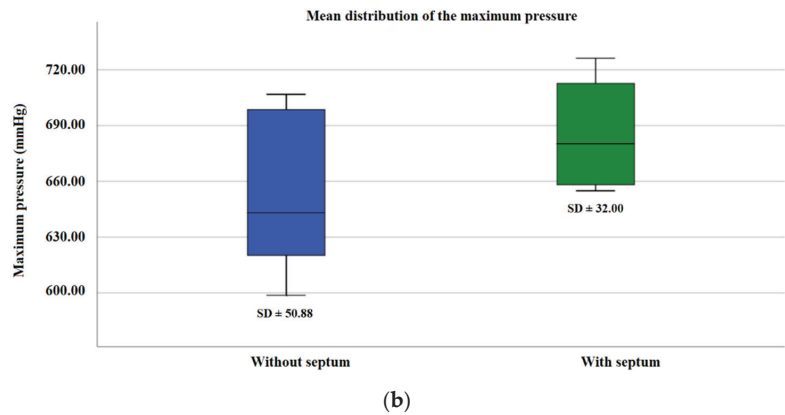 Mean distribution of the maximum pressure
Maximum pressure (mmHg)
720.00
690.00
660.00
630.00
600.00
SD ± 50.88
SD ± 32.00
Without septum
With septum
(b)